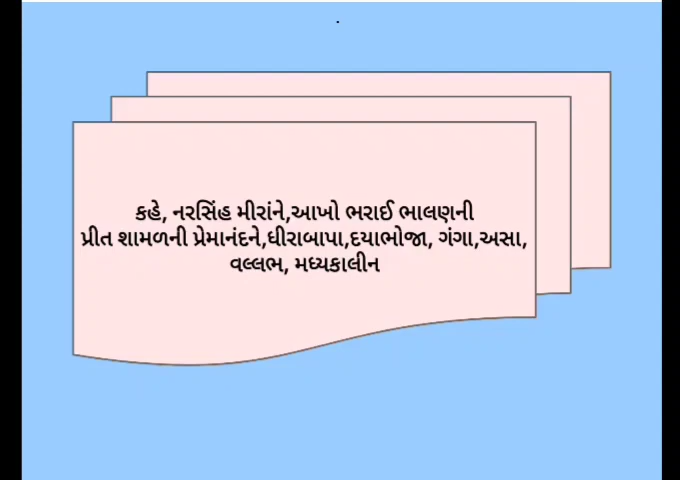 કહે, નરસિંહ મીરાંને,આખો ભરાઈ ભાલણની
પ્રીત શામળની પ્રેમાનંદને,ધીરાબાપા,દયાભોજા, ગંગા,અસા,
વલ્લભ, મધ્યકાલીન